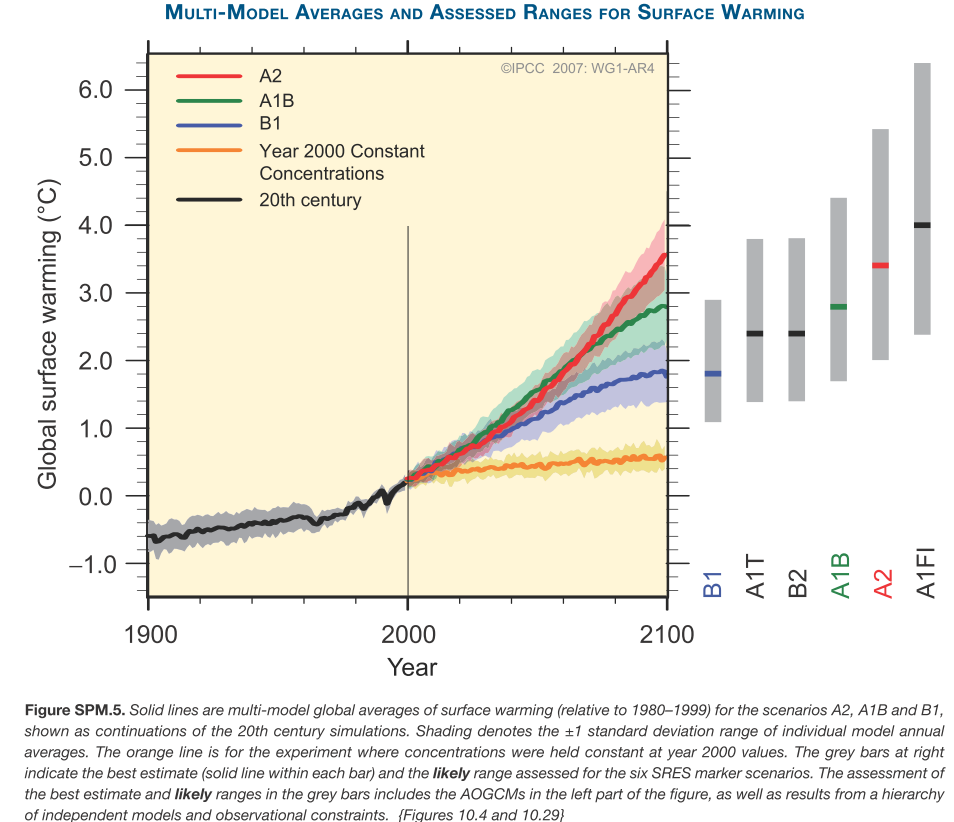 MULTI-MODEL AVERAGES AND ASSESSED RANGES FOR SURFACE WARMING
©IPCC 2007: WG1-AR4
A2
A1B
B1
Year 2000 Constant
Concentrations
20th century
Global surface warming (°C)
6.0
5.0
4.0
3.0
2.0
1.0
0.0
−1.0
1900
2000
2100
Year
B1
A1T
B2
A1B
A2
A1FI
Figure SPM.5. Solid lines are multi-model global averages of surface warming (relative to 1980–1999) for the scenarios A2, A1B and B1,
shown as continuations of the 20th century simulations. Shading denotes the ±1 standard deviation range of individual model annual
averages. The orange line is for the experiment where concentrations were held constant at year 2000 values. The grey bars at right
indicate the best estimate (solid line within each bar) and the likely range assessed for the six SRES marker scenarios. The assessment of
the best estimate and likely ranges in the grey bars includes the AOGCMs in the left part of the figure, as well as results from a hierarchy
of independent models and observational constraints. {Figures 10.4 and 10.29}